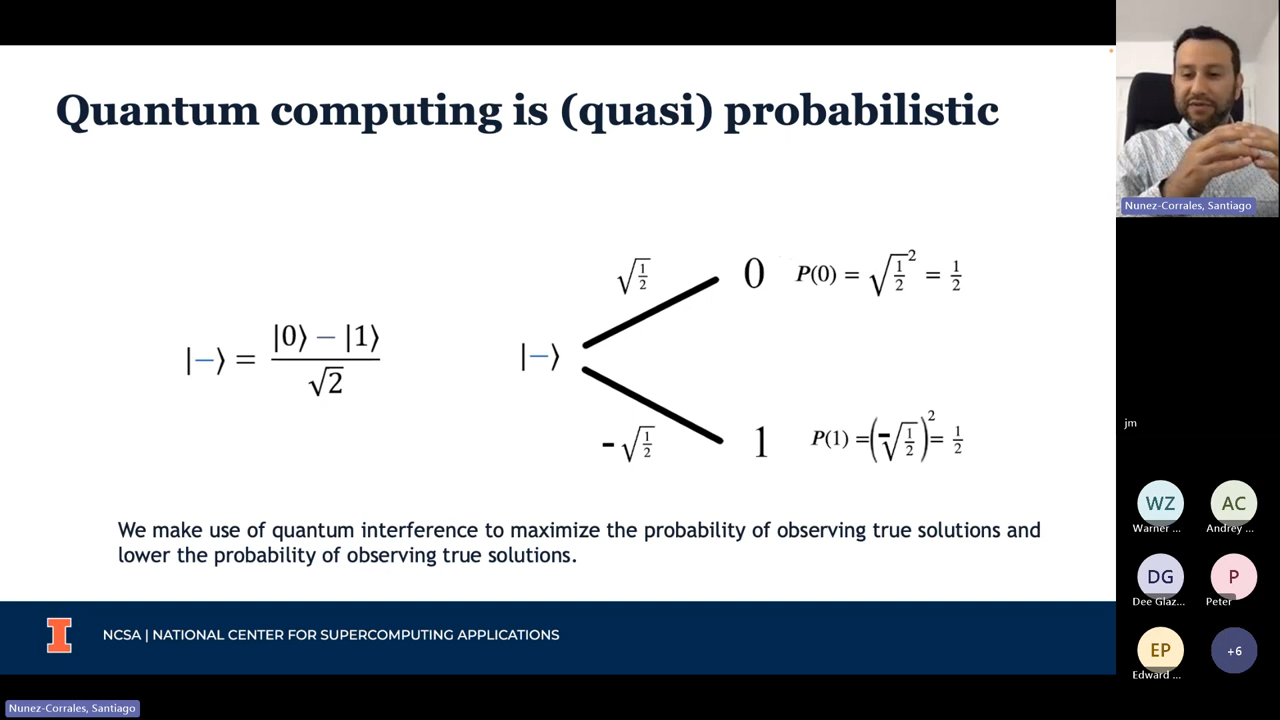 Quantum computing is (quasi) probabilistic
|−⟩ = (|0⟩ − |1⟩) / √2
|−⟩
√(1/2)
0
P(0) = √(1/2)² = 1/2
-√(1/2)
1
P(1) = (-√(1/2))² = 1/2
We make use of quantum interference to maximize the probability of observing true solutions and
lower the probability of observing true solutions.
I
NCSA | NATIONAL CENTER FOR SUPERCOMPUTING APPLICATIONS
Nunez-Corrales, Santiago
jm
WZ
Warner ...
AC
Andrey ...
DG
Dee Glaz...
P
Peter
EP
Edward ...
+6
Nunez-Corrales, Santiago